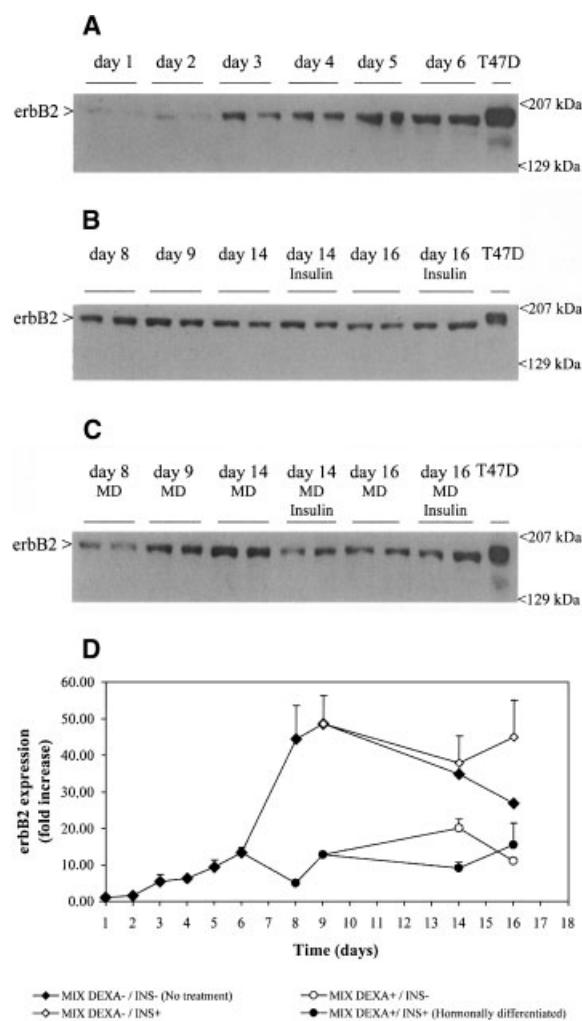 A
day 1 day 2 day 3 day 4 day 5 day 6 T47D
erbB2 >
<207 kDa
<129 kDa
B
day 8 day 9 day 14 day 14 day 16 day 16 T47D
Insulin Insulin
erbB2 >
<207 kDa
<129 kDa
C
day 8 day 9 day 14 day 14 day 16 day 16 T47D
MD MD MD MD MD MD
Insulin Insulin
erbB2 >
<207 kDa
<129 kDa
D
60.00
50.00
40.00
30.00
20.00
10.00
0.00
erbB2 expression
(fold increase)
1 2 3 4 5 6 7 8 9 10 11 12 13 14 15 16 17 18
Time (days)
MIX DEXA- / INS- (No treatment) MIX DEXA+ / INS-
MIX DEXA- / INS+ MIX DEXA+/ INS+ (Hormonally differentiated)